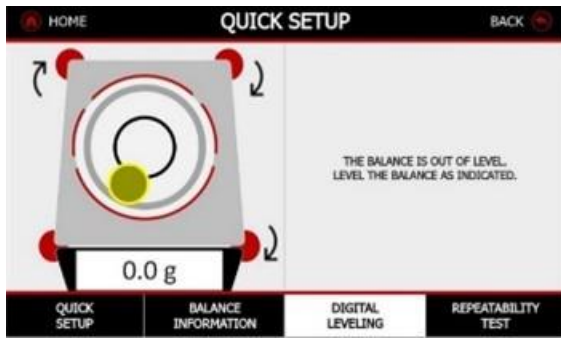 HOME
QUICK SETUP
BACK
THE BALANCE IS OUT OF LEVEL.
LEVEL THE BALANCE AS INDICATED.
0.0 g
QUICK
SETUP
BALANCE
INFORMATION
DIGITAL
LEVELING
REPEATABILITY
TEST